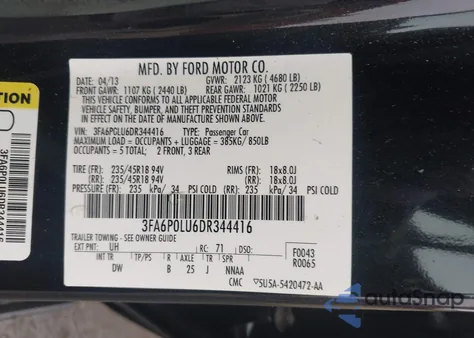 MFD. BY FORD MOTOR CO.
DATE: 04/13 GVWR: 2123 KG ( 4680 LB)
FRONT GAWR: 1107 KG ( 2440 LB) REAR GAWR: 1021 KG ( 2250 LB)
THIS VEHICLE CONFORMS TO ALL APPLICABLE FEDERAL MOTOR
VEHICLE SAFETY, BUMPER, AND THEFT PREVENTION STANDARDS
IN EFFECT ON THE DATE OF MANUFACTURE SHOWN ABOVE.
VIN: 3FA6P0LU6DR344416 TYPE: Passenger Car
MAXIMUM LOAD = OCCUPANTS + LUGGAGE = 385KG / 850LB
OCCUPANTS = 5 TOTAL; 2 FRONT, 3 REAR
TIRE (FR): 235/45R18 94V RIMS (FR) 18x8.0J
(RR): 235/45R18 94V (RR) 18x8.0J
PRESSURE (FR) 235 kPa/ 34 PSI COLD (RR) 235 kPa/ 34 PSI COLD
3FA6P0LU6DR344416
TRAILER TOWING - SEE OWNER GUIDE
EXT PNT: UH RC: 71 DSO: F0043
INT TR TP/PS R AXLE TR SPR R0065
DW B 25 J NNAA
CMC 5U5A-5420472-AA
3FA6P0LU6DR344416
autoSnap